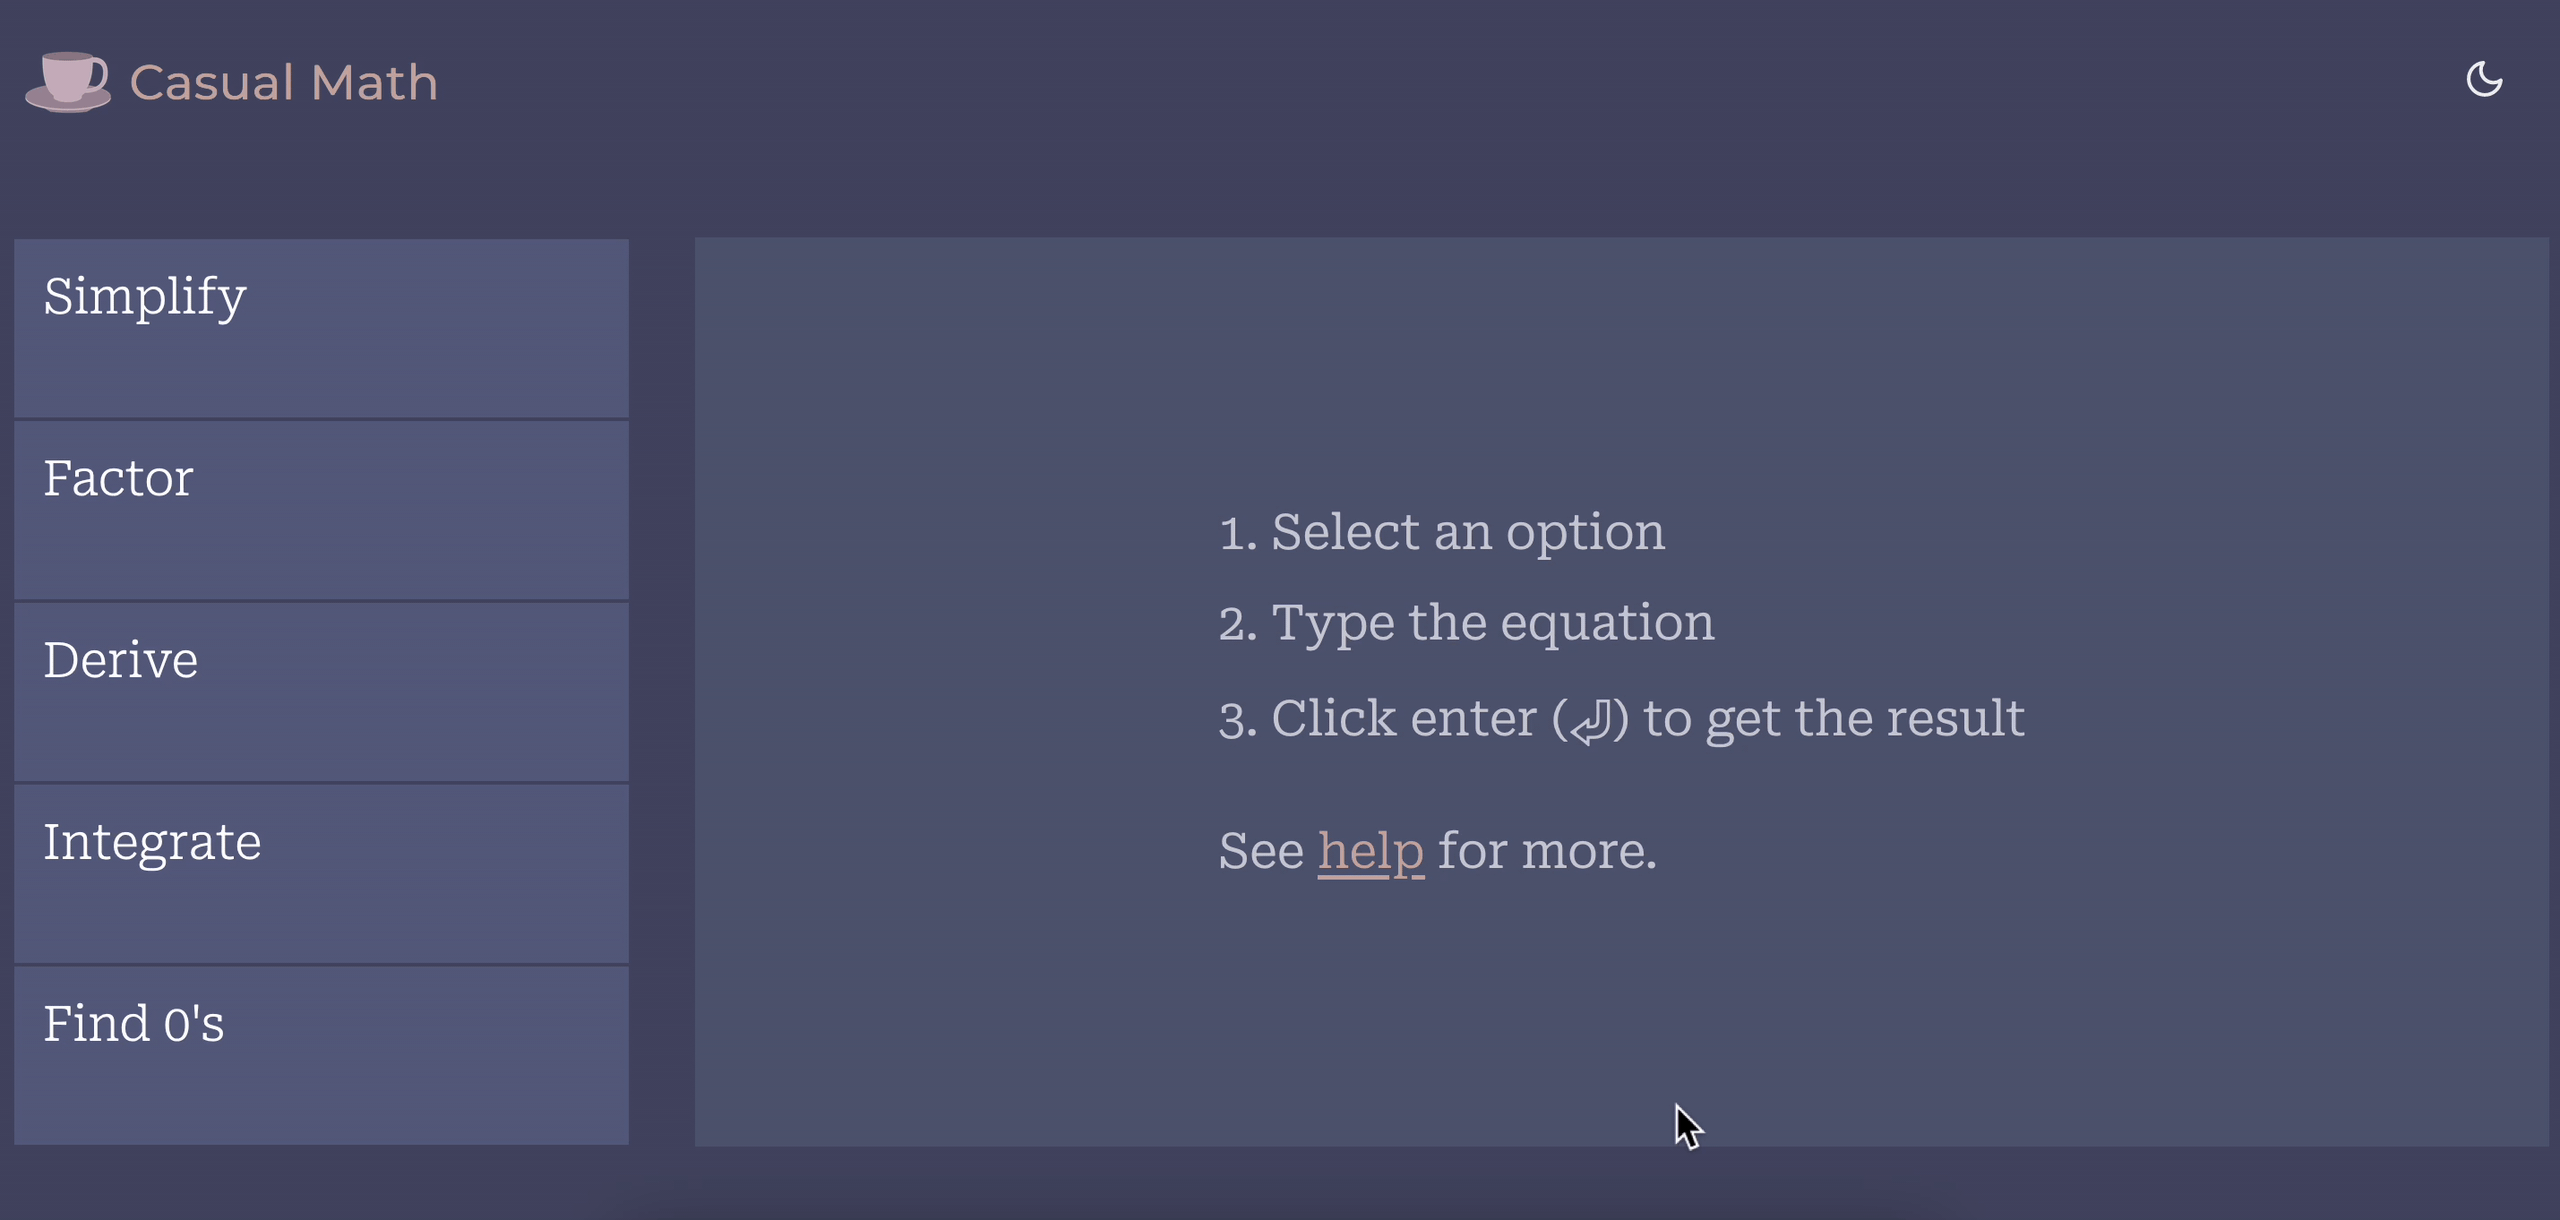 Casual Math
Simplify
Factor
Derive
Integrate
Find 0's
1. Select an option
2. Type the equation
3. Click enter (⏎) to get the result
See help for more.